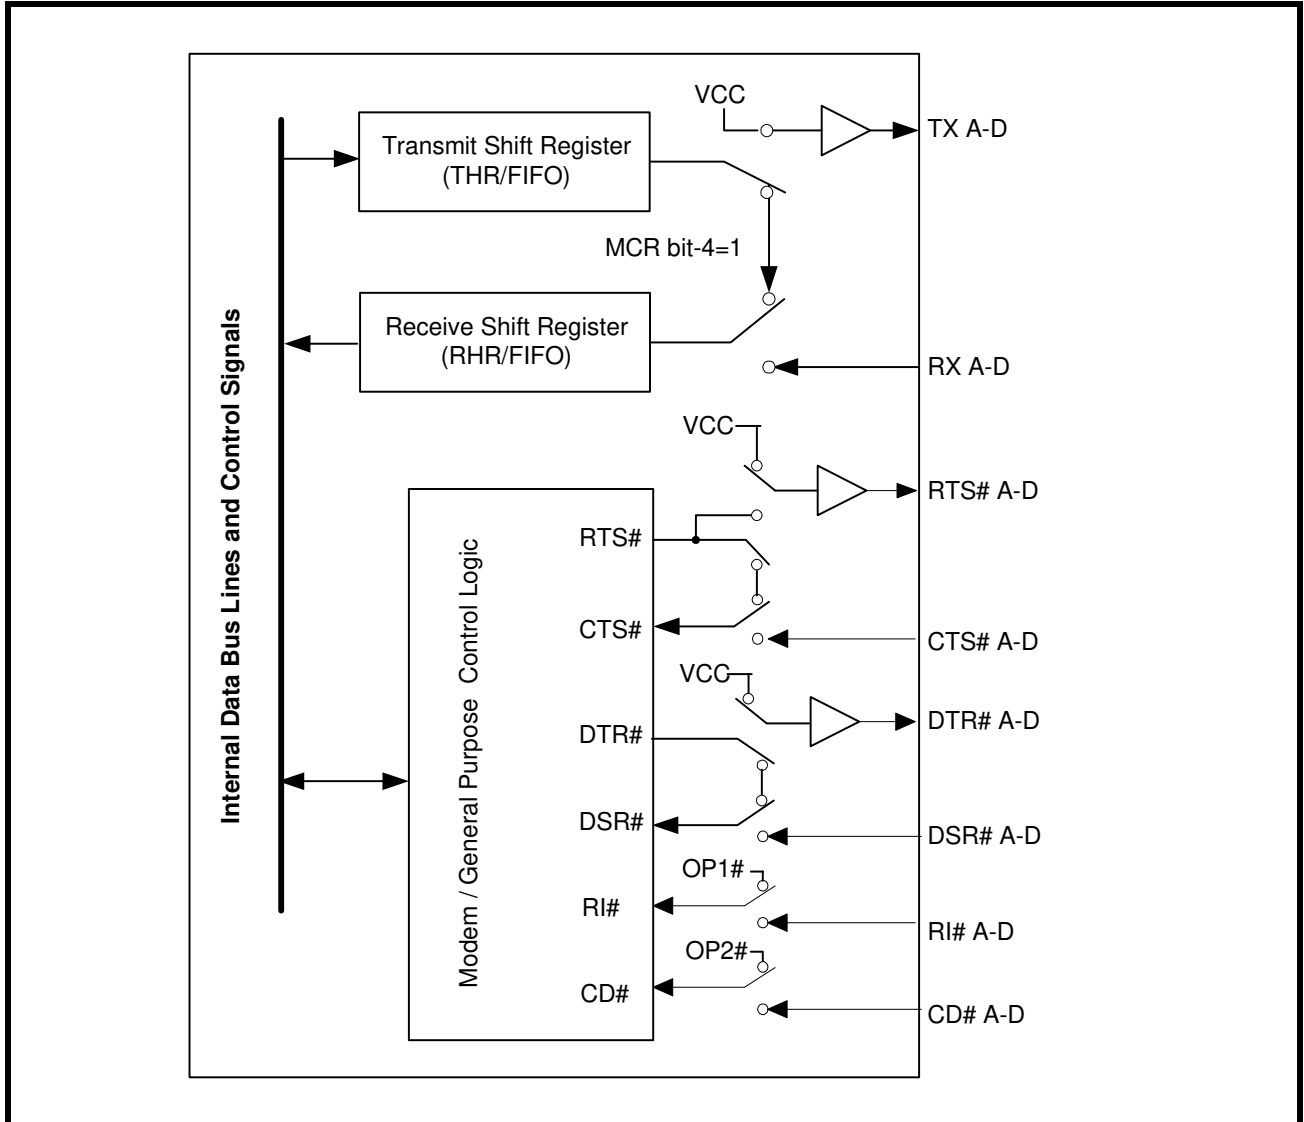 VCC
TX A-D
Transmit Shift Register
(THR/FIFO)
MCR bit-4=1
Receive Shift Register
(RHR/FIFO)
RX A-D
Internal Data Bus Lines and Control Signals
VCC
RTS# A-D
Modem / General Purpose Control Logic
RTS#
CTS#
CTS# A-D
VCC
DTR# A-D
DTR#
DSR#
DSR# A-D
OP1#
RI#
RI# A-D
OP2#
CD#
CD# A-D